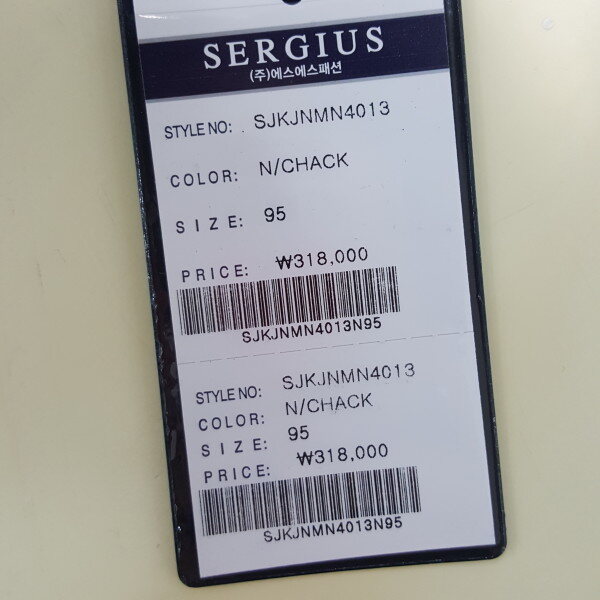 SERGIUS
(주)에스에스패션
STYLE NO: SJKJNMN4013
COLOR: N/CHACK
SIZE: 95
PRICE: ₩318,000
SJKJNMN4013N95
STYLE NO: SJKJNMN4013
COLOR: N/CHACK
SIZE: 95
PRICE: ₩318,000
SJKJNMN4013N95